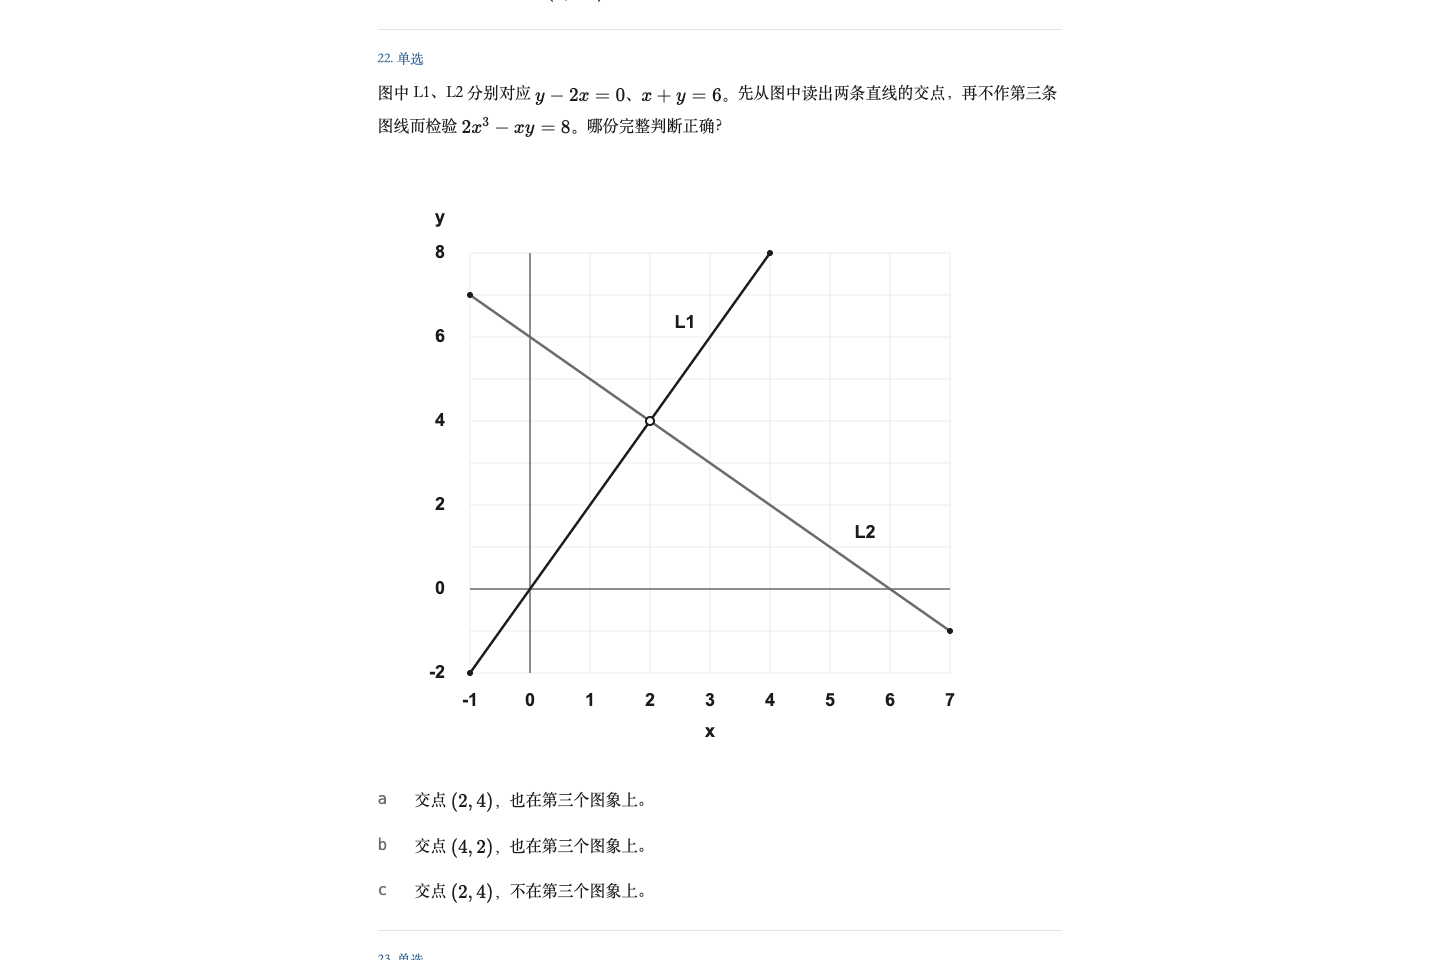 22. 单选
图中 L1、L2 分别对应 y − 2x = 0、x + y = 6。先从图中读出两条直线的交点，再不作第三条
图线而检验 2x³ − xy = 8。哪份完整判断正确?
y
8
6
4
2
0
-2
L1
L2
-1 0 1 2 3 4 5 6 7
x
a 交点 (2, 4)，也在第三个图象上。
b 交点 (4, 2)，也在第三个图象上。
c 交点 (2, 4)，不在第三个图象上。
23. 单选